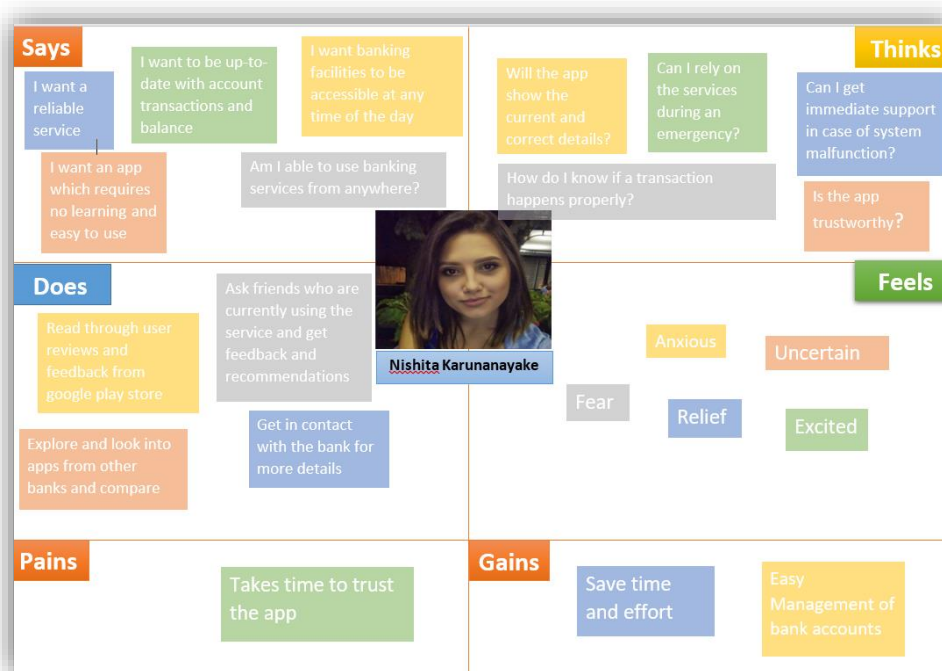 Says
I want a
reliable
service
I want to be up-to-
date with account
transactions and
balance
I want banking
facilities to be
accessible at any
time of the day
I want an app
which requires
no learning and
easy to use
Am I able to use banking
services from anywhere?
Thinks
Will the app
show the
current and
correct details?
Can I rely on
the services
during an
emergency?
Can I get
immediate support
in case of system
malfunction?
How do I know if a transaction
happens properly?
Is the app
trustworthy?
Nishita Karunanayake
Does
Ask friends who are
currently using the
service and get
feedback and
recommendations
Read through user
reviews and
feedback from
google play store
Get in contact
with the bank for
more details
Explore and look into
apps from other
banks and compare
Feels
Anxious
Uncertain
Fear
Relief
Excited
Pains
Takes time to trust
the app
Gains
Save time
and effort
Easy
Management of
bank accounts